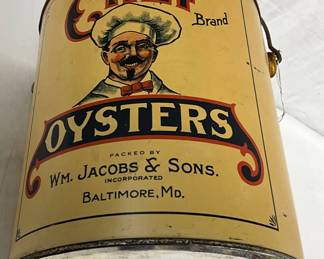 Brand
OYSTERS
PACKED BY
WM. JACOBS & SONS.
INCORPORATED
BALTIMORE, MD.